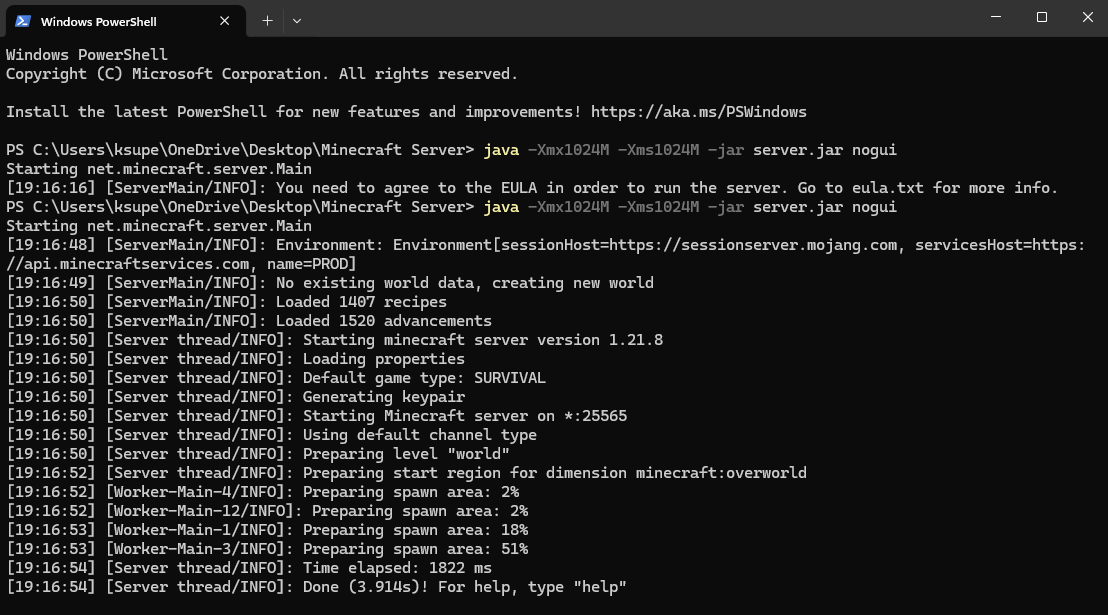 Windows PowerShell
Windows PowerShell
Copyright (C) Microsoft Corporation. All rights reserved.
Install the latest PowerShell for new features and improvements! https://aka.ms/PSWindows
PS C:\Users\ksupe\OneDrive\Desktop\Minecraft Server> java -Xmx1024M -Xms1024M -jar server.jar nogui
Starting net.minecraft.server.Main
[19:16:16] [ServerMain/INFO]: You need to agree to the EULA in order to run the server. Go to eula.txt for more info.
PS C:\Users\ksupe\OneDrive\Desktop\Minecraft Server> java -Xmx1024M -Xms1024M -jar server.jar nogui
Starting net.minecraft.server.Main
[19:16:48] [ServerMain/INFO]: Environment: Environment[sessionHost=https://sessionserver.mojang.com, servicesHost=https:
//api.minecraftservices.com, name=PROD]
[19:16:49] [ServerMain/INFO]: No existing world data, creating new world
[19:16:50] [ServerMain/INFO]: Loaded 1407 recipes
[19:16:50] [ServerMain/INFO]: Loaded 1520 advancements
[19:16:50] [Server thread/INFO]: Starting minecraft server version 1.21.8
[19:16:50] [Server thread/INFO]: Loading properties
[19:16:50] [Server thread/INFO]: Default game type: SURVIVAL
[19:16:50] [Server thread/INFO]: Generating keypair
[19:16:50] [Server thread/INFO]: Starting Minecraft server on *:25565
[19:16:50] [Server thread/INFO]: Using default channel type
[19:16:50] [Server thread/INFO]: Preparing level "world"
[19:16:52] [Server thread/INFO]: Preparing start region for dimension minecraft:overworld
[19:16:52] [Worker-Main-4/INFO]: Preparing spawn area: 2%
[19:16:52] [Worker-Main-12/INFO]: Preparing spawn area: 2%
[19:16:53] [Worker-Main-1/INFO]: Preparing spawn area: 18%
[19:16:53] [Worker-Main-3/INFO]: Preparing spawn area: 51%
[19:16:54] [Server thread/INFO]: Time elapsed: 1822 ms
[19:16:54] [Server thread/INFO]: Done (3.914s)! For help, type "help"